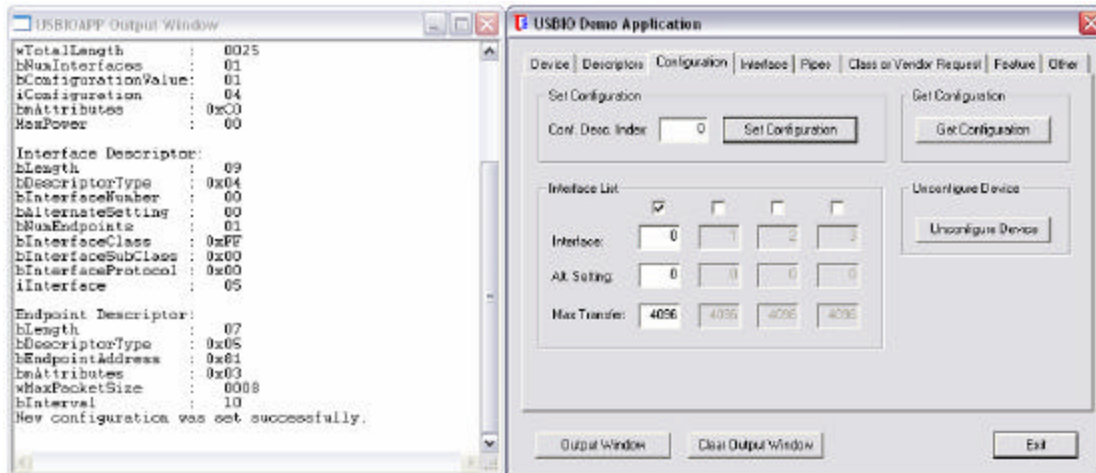 USBIOAPP Output Window
wTotalLength : 0025
bNumInterfaces : 01
bConfigurationValue: 01
iConfiguration : 04
bmAttributes : 0xC0
MaxPower : 00
Interface Descriptor:
bLength : 09
bDescriptorType : 0x04
bInterfaceNumber : 00
bAlternateSetting : 00
bNumEndpoints : 01
bInterfaceClass : 0xFF
bInterfaceSubClass : 0x00
bInterfaceProtocol : 0x00
iInterface : 05
Endpoint Descriptor:
bLength : 07
bDescriptorType : 0x05
bEndpointAddress : 0x81
bmAttributes : 0x03
wMaxPacketSize : 0008
bInterval : 10
New configuration was set successfully.
USBIO Demo Application
Device Descriptors Configuration Interface Pipes Class or Vendor Request Feature Other
Set Configuration
Conf. Desc. Index 0 Set Configuration
Get Configuration
Get Configuration
Interface List
Interface: 0 1 2 3
Alt. Setting: 0 0 0 0
Max Transfer: 4096 4096 4096 4096
Unconfigure Device
Unconfigure Device
Output Window Clear Output Window Exit